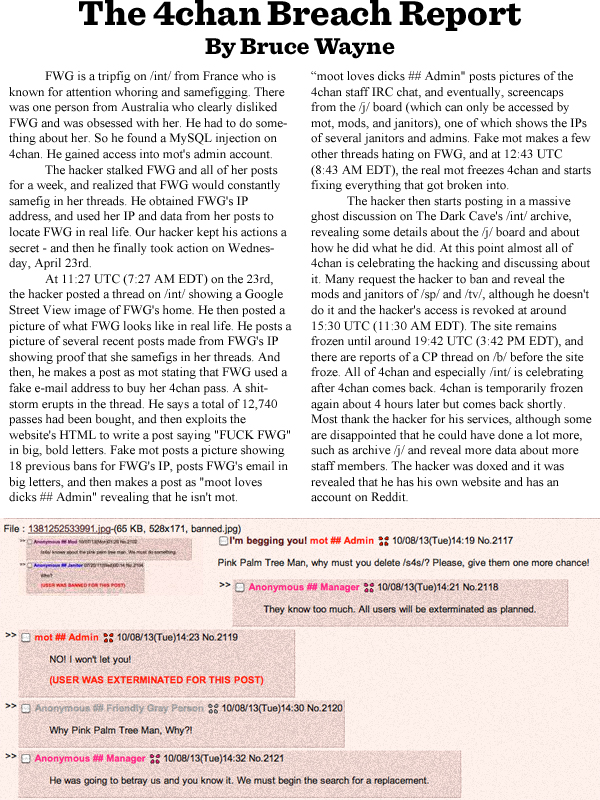 The 4chan Breach Report
By Bruce Wayne
FWG is a tripfig on /int/ from France who is
known for attention whoring and samefigging. There
was one person from Australia who clearly disliked
FWG and was obsessed with her. He had to do some-
thing about her. So he found a MySQL injection on
4chan. He gained access into mot's admin account.
The hacker stalked FWG and all of her posts
for a week, and realized that FWG would constantly
samefig in her threads. He obtained FWG's IP
address, and used her IP and data from her posts to
locate FWG in real life. Our hacker kept his actions a
secret - and then he finally took action on Wednes-
day, April 23rd.
At 11:27 UTC (7:27 AM EDT) on the 23rd,
the hacker posted a thread on /int/ showing a Google
Street View image of FWG's home. He then posted a
picture of what FWG looks like in real life. He posts a
picture of several recent posts made from FWG's IP
showing proof that she samefigs in her threads. And
then, he makes a post as mot stating that FWG used a
fake e-mail address to buy her 4chan pass. A shit-
storm erupts in the thread. He says a total of 12,740
passes had been bought, and then exploits the
website's HTML to write a post saying "FUCK FWG"
in big, bold letters. Fake mot posts a picture showing
18 previous bans for FWG's IP, posts FWG's email in
big letters, and then makes a post as "moot loves
dicks ## Admin" revealing that he isn't mot.
“moot loves dicks ## Admin" posts pictures of the
4chan staff IRC chat, and eventually, screencaps
from the /j/ board (which can only be accessed by
mot, mods, and janitors), one of which shows the IPs
of several janitors and admins. Fake mot makes a few
other threads hating on FWG, and at 12:43 UTC
(8:43 AM EDT), the real mot freezes 4chan and starts
fixing everything that got broken into.
The hacker then starts posting in a massive
ghost discussion on The Dark Cave's /int/ archive,
revealing some details about the /j/ board and about
how he did what he did. At this point almost all of
4chan is celebrating the hacking and discussing about
it. Many request the hacker to ban and reveal the
mods and janitors of /sp/ and /tv/, although he doesn't
do it and the hacker's access is revoked at around
15:30 UTC (11:30 AM EDT). The site remains
frozen until around 19:42 UTC (3:42 PM EDT), and
there are reports of a CP thread on /b/ before the site
froze. All of 4chan and especially /int/ is celebrating
after 4chan comes back. 4chan is temporarily frozen
again about 4 hours later but comes back shortly.
Most thank the hacker for his services, although some
are disappointed that he could have done a lot more,
such as archive /j/ and reveal more data about more
staff members. The hacker was doxed and it was
revealed that he has his own website and has an
account on Reddit.
File : 1381252533991.jpg-(65 KB, 528x171, banned.jpg)
>> Anonymous ## Mod
hello! know about the pink palm tree man. We must do something.
>> Anonymous ## Janitor
Who?
(USER WAS BANNED FOR THIS POST)
I'm begging you! mot ## Admin 10/08/13(Tue)14:19 No.2117
Pink Palm Tree Man, why must you delete /s4s/? Please, give them one more chance!
>> Anonymous ## Manager 10/08/13(Tue)14:21 No.2118
They know too much. All users will be exterminated as planned.
>> mot ## Admin 10/08/13(Tue)14:23 No.2119
NO! I won't let you!
(USER WAS EXTERMINATED FOR THIS POST)
>> Anonymous ## Friendly Gray Person 10/08/13(Tue)14:30 No.2120
Why Pink Palm Tree Man, Why?!
>> Anonymous ## Manager 10/08/13(Tue)14:32 No.2121
He was going to betray us and you know it. We must begin the search for a replacement.